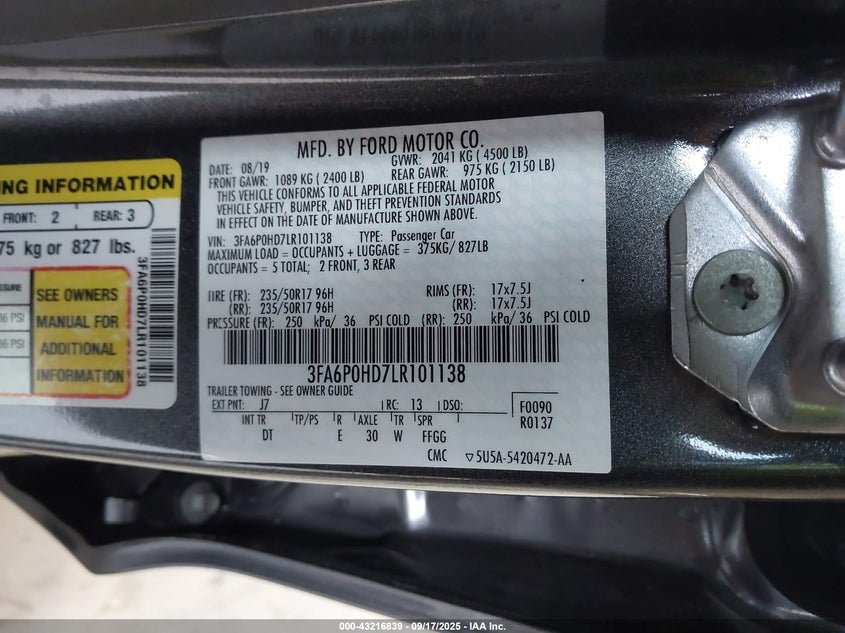 NG INFORMATION
FRONT: 2 REAR: 3
75 kg or 827 lbs.
SSURE
36 PSI
36 PSI
SEE OWNERS
MANUAL FOR
ADDITIONAL
INFORMATION
3FA6P0HD7LR101138
MFD. BY FORD MOTOR CO.
DATE: 08/19 GVWR: 2041 KG ( 4500 LB)
FRONT GAWR: 1089 KG ( 2400 LB) REAR GAWR: 975 KG ( 2150 LB)
THIS VEHICLE CONFORMS TO ALL APPLICABLE FEDERAL MOTOR
VEHICLE SAFETY, BUMPER, AND THEFT PREVENTION STANDARDS
IN EFFECT ON THE DATE OF MANUFACTURE SHOWN ABOVE.
VIN: 3FA6P0HD7LR101138 TYPE: Passenger Car
MAXIMUM LOAD = OCCUPANTS + LUGGAGE = 375KG/827LB
OCCUPANTS = 5 TOTAL; 2 FRONT, 3 REAR
TIRE (FR): 235/50R17 96H RIMS (FR): 17x7.5J
(RR): 235/50R17 96H (RR): 17x7.5J
PRESSURE (FR): 250 kPa/ 36 PSI COLD (RR): 250 kPa/ 36 PSI COLD
3FA6P0HD7LR101138
TRAILER TOWING - SEE OWNER GUIDE
EXT PNT: J7 RC: 13 DSO: F0090
INT TR TP/PS R AXLE TR SPR R0137
DT E 30 W FFGG
CMC ▽5U5A-5420472-AA
000-43216839 - 09/17/2025 - IAA Inc.